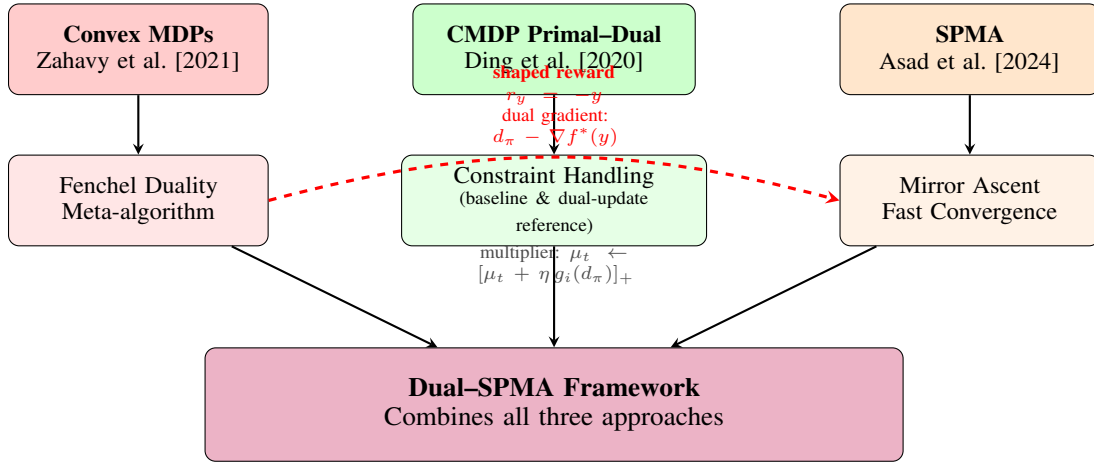 Convex MDPs
Zahavy et al. [2021]
CMDP Primal–Dual
Ding et al. [2020]
SPMA
Asad et al. [2024]
shaped reward
r_y = −y
dual gradient:
d_π − ∇f*(y)
Fenchel Duality
Meta-algorithm
Constraint Handling
(baseline & dual-update
reference)
Mirror Ascent
Fast Convergence
multiplier: μ_t ←
[μ_t + η g_i(d_π)]_+
Dual–SPMA Framework
Combines all three approaches